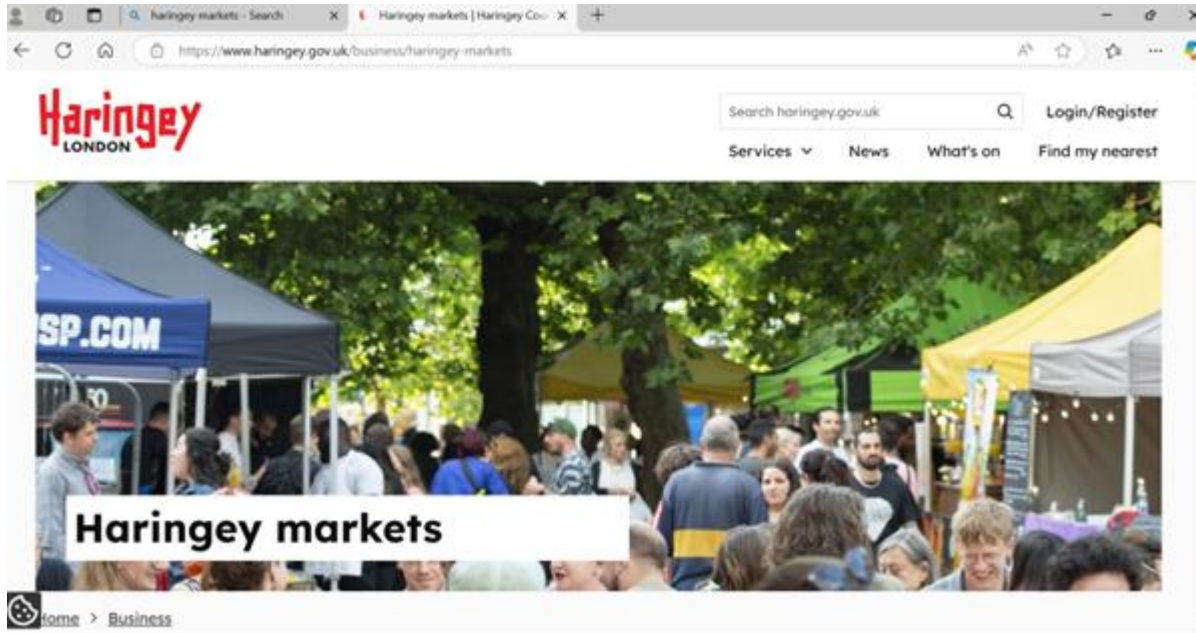 haringey markets - Search
Haringey markets | Haringey Cou
https://www.haringey.gov.uk/business/haringey-markets
Haringey
LONDON
Search haringey.gov.uk
Login/Register
Services
News
What's on
Find my nearest
SP.COM
Haringey markets
Home > Business